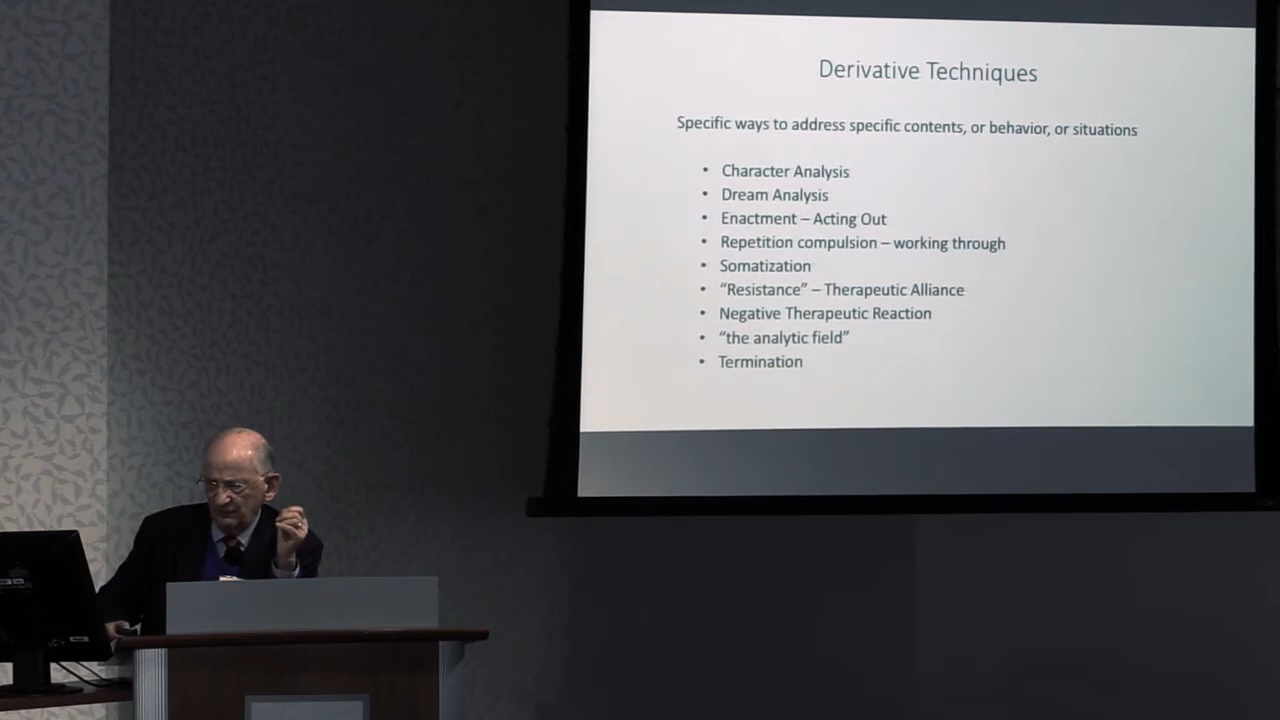 Derivative Techniques
Specific ways to address specific contents, or behavior, or situations
• Character Analysis
• Dream Analysis
• Enactment – Acting Out
• Repetition compulsion – working through
• Somatization
• “Resistance” – Therapeutic Alliance
• Negative Therapeutic Reaction
• “the analytic field”
• Termination